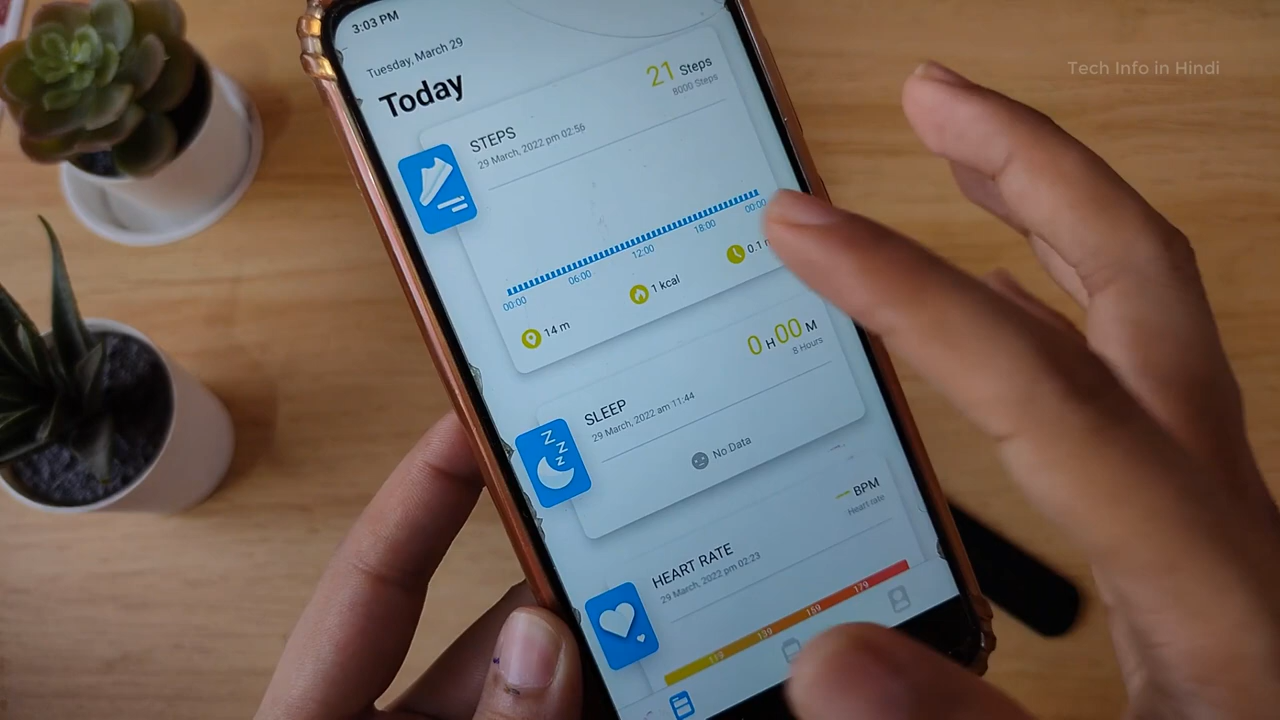 Tech Info in Hindi
3:03 PM
Tuesday, March 29
Today
21 Steps
8000 Steps
STEPS
29 March, 2022 pm 02:56
00:00 06:00 12:00 18:00 00:00
14 m 1 kcal 0.1
0 H 00 M
8 Hours
SLEEP
29 March, 2022 am 11:44
No Data
BPM
Heart rate
HEART RATE
29 March, 2022 pm 02:23
119 139 159 179